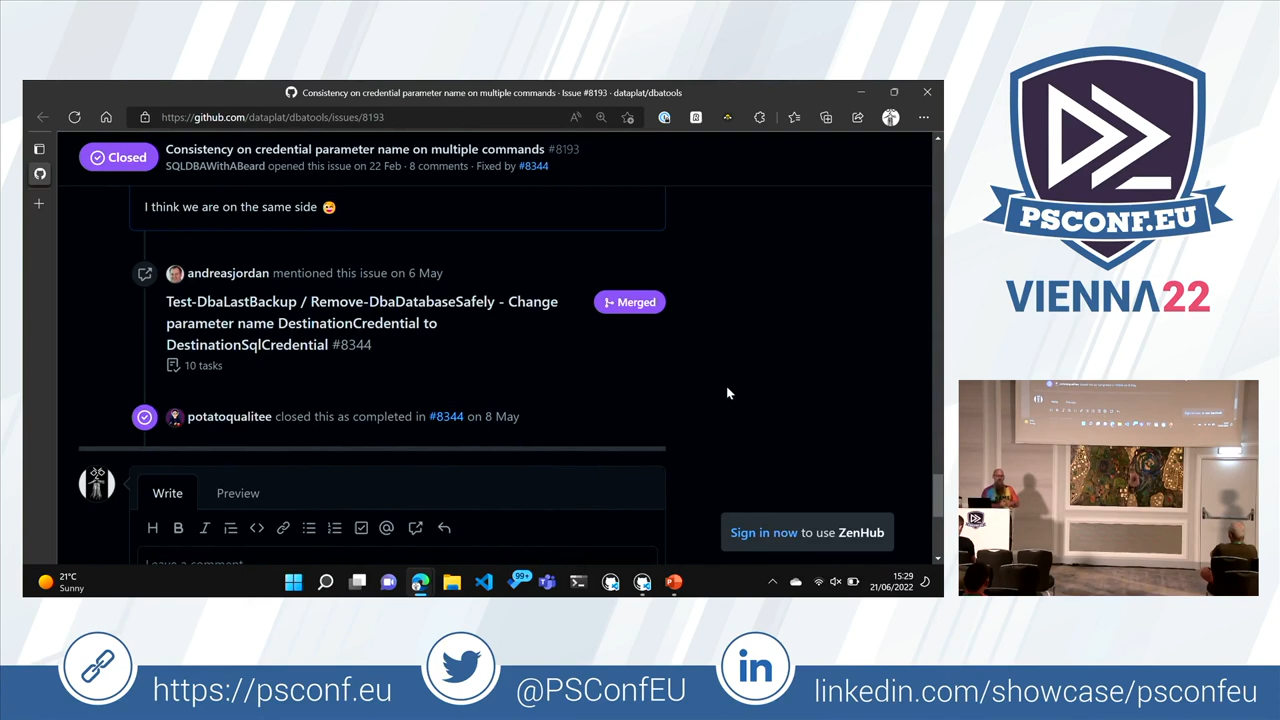 Consistency on credential parameter name on multiple commands · Issue #8193 · dataplat/dbatools
https://github.com/dataplat/dbatools/issues/8193
Closed
Consistency on credential parameter name on multiple commands #8193
SQLDBAWithABeard opened this issue on 22 Feb · 8 comments · Fixed by #8344
I think we are on the same side 😜
andreasjordan mentioned this issue on 6 May
Test-DbaLastBackup / Remove-DbaDatabaseSafely - Change
parameter name DestinationCredential to
DestinationSqlCredential #8344
Merged
10 tasks
potatoqualitee closed this as completed in #8344 on 8 May
Write
Preview
Sign in now to use ZenHub
Leave a comment
21°C
Sunny
99+
15:29
21/06/2022
PSCONF.EU
VIENNA22
https://psconf.eu
@PSConfEU
linkedin.com/showcase/psconfeu